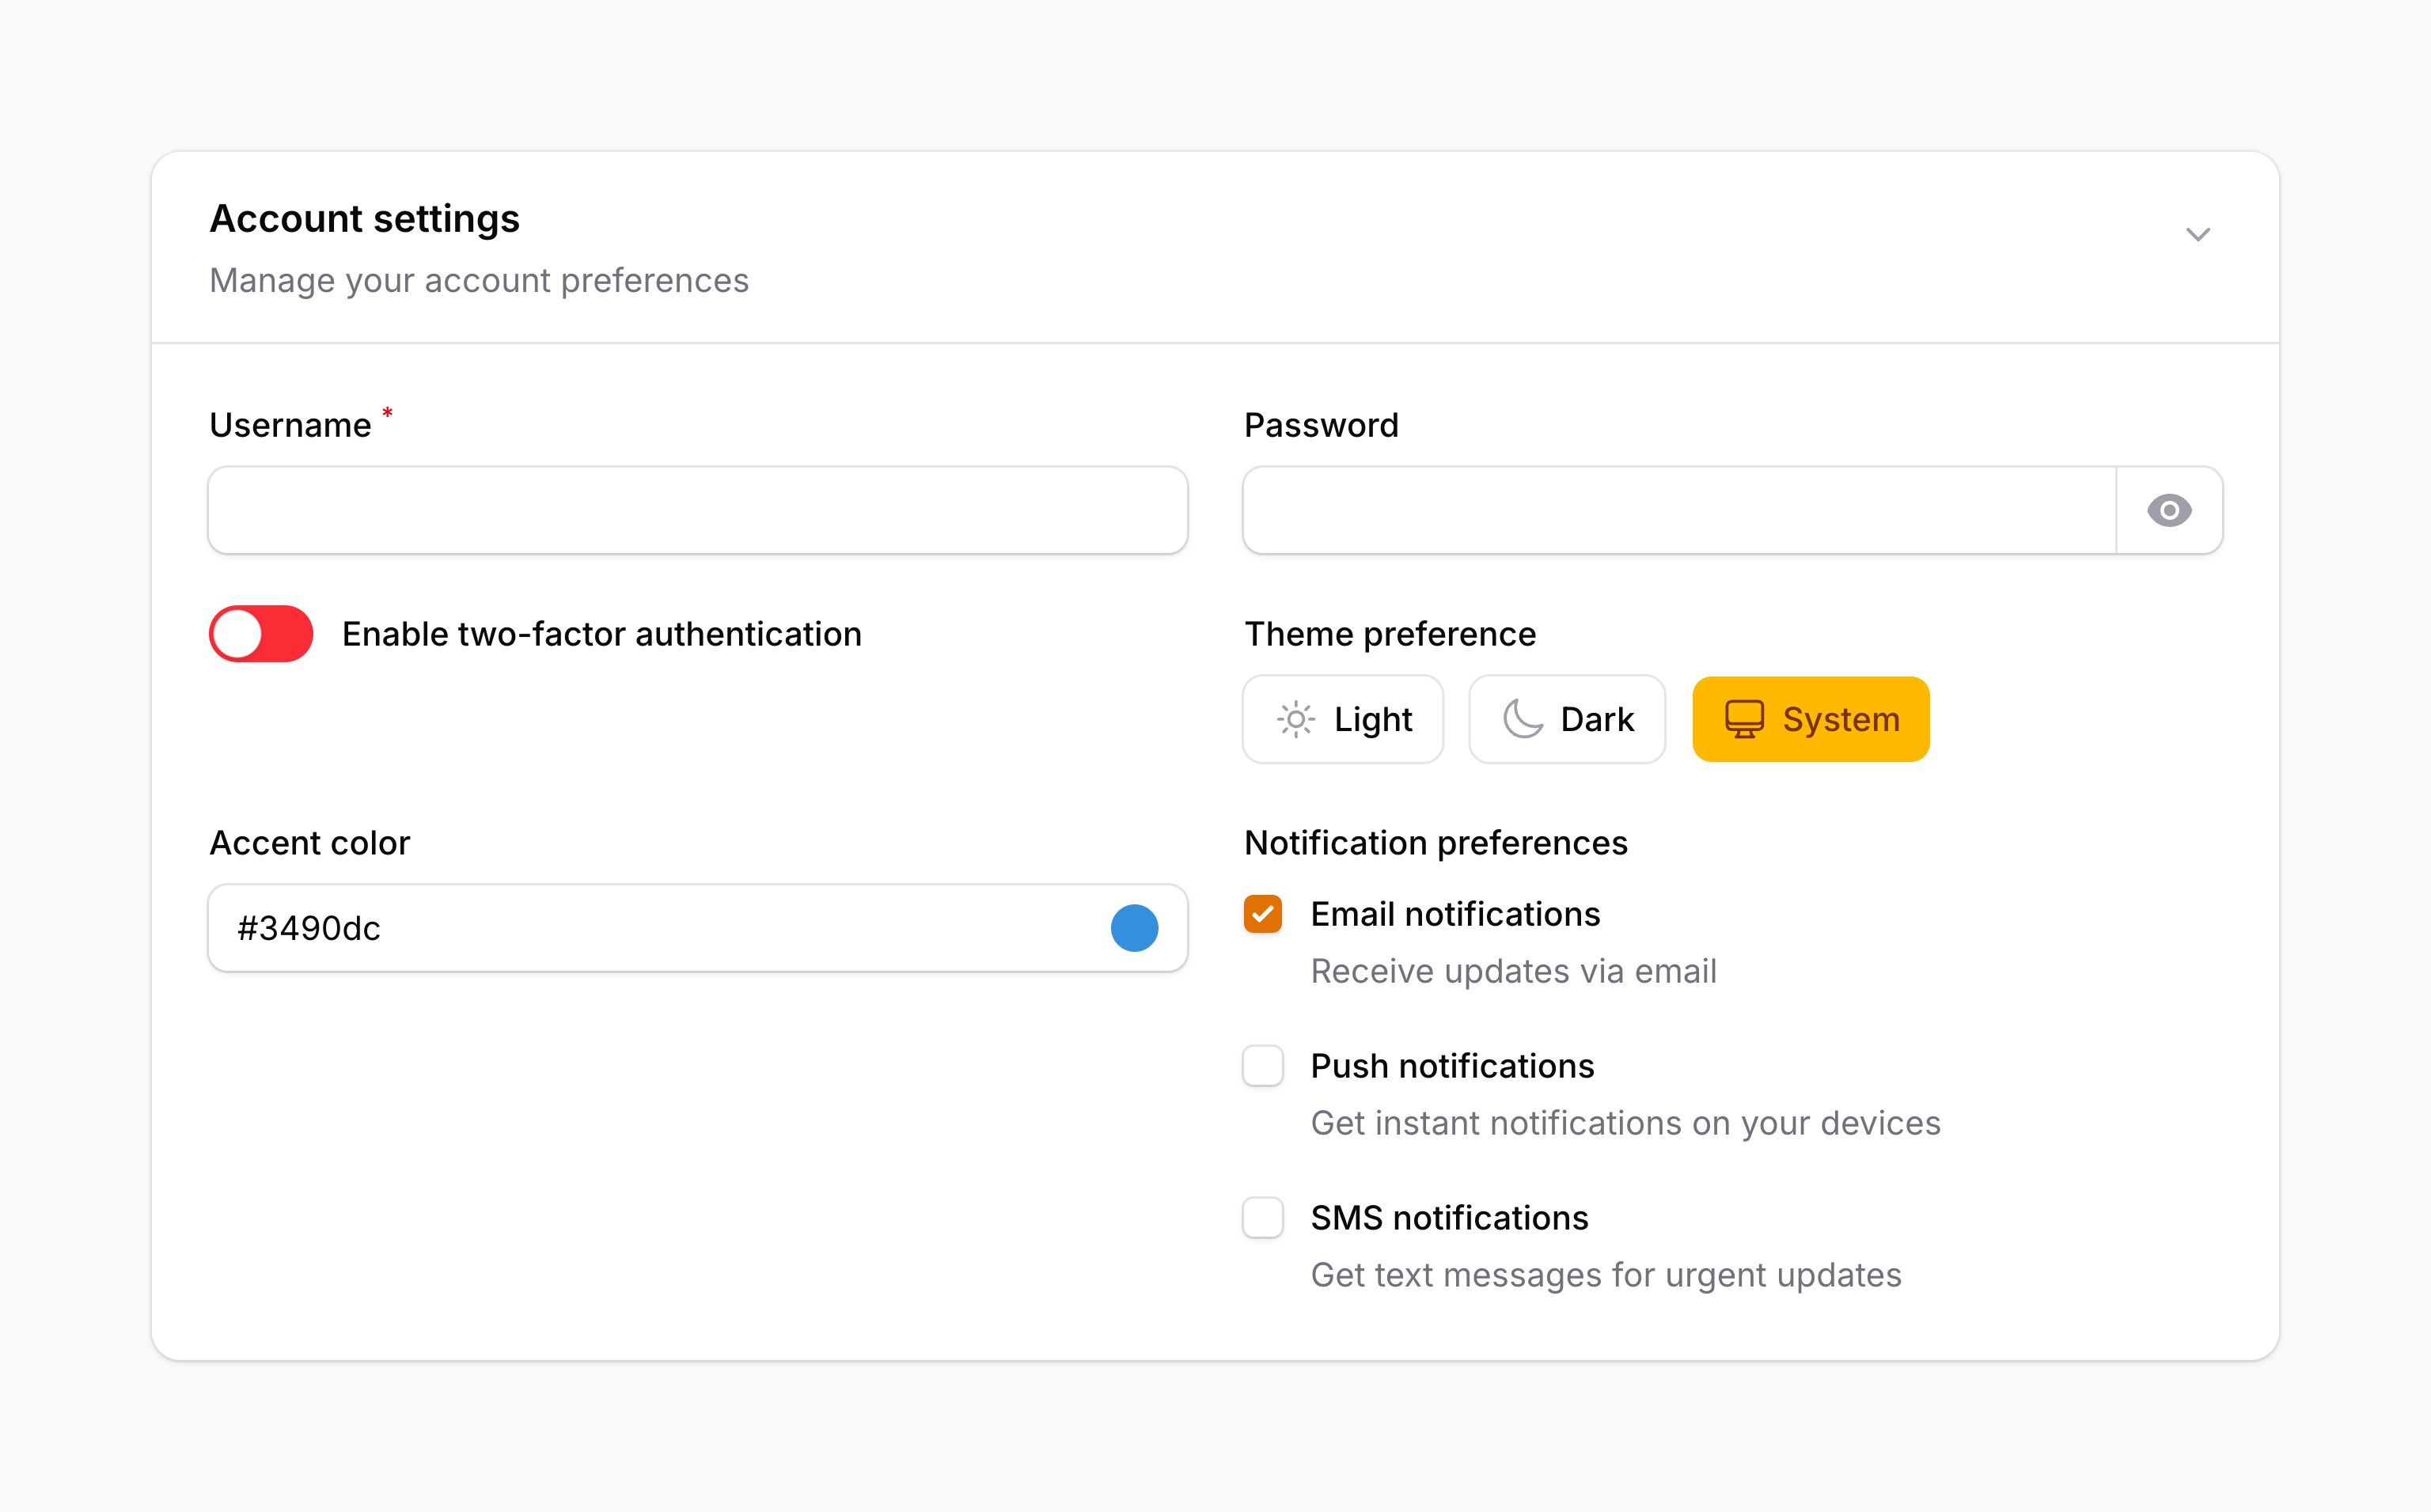 Account settings
Manage your account preferences
Username *
Password
Enable two-factor authentication
Theme preference
Light
Dark
System
Accent color
#3490dc
Notification preferences
Email notifications
Receive updates via email
Push notifications
Get instant notifications on your devices
SMS notifications
Get text messages for urgent updates